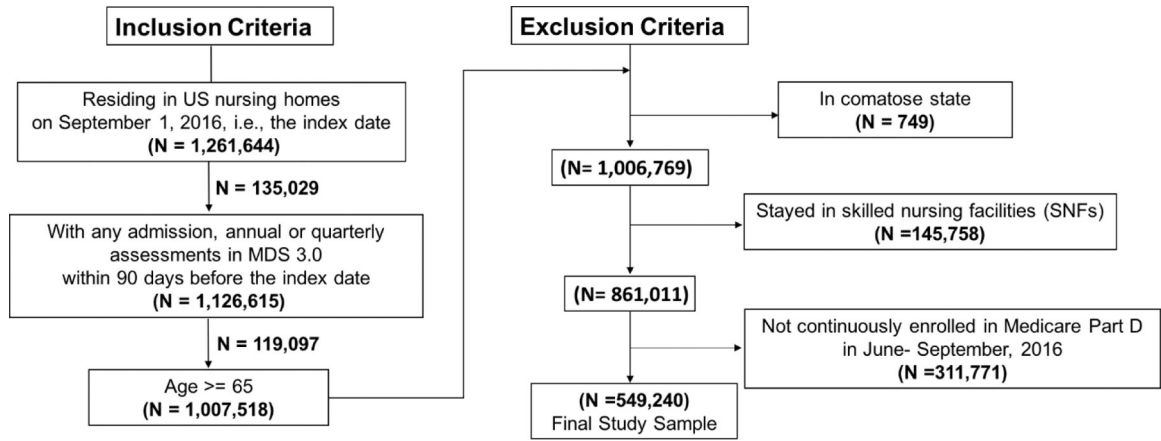 Inclusion Criteria
Residing in US nursing homes
on September 1, 2016, i.e., the index date
(N = 1,261,644)
N = 135,029
With any admission, annual or quarterly
assessments in MDS 3.0
within 90 days before the index date
(N = 1,126,615)
N = 119,097
Age >= 65
(N = 1,007,518)
Exclusion Criteria
In comatose state
(N = 749)
(N= 1,006,769)
Stayed in skilled nursing facilities (SNFs)
(N =145,758)
(N= 861,011)
Not continuously enrolled in Medicare Part D
in June- September, 2016
(N =311,771)
(N =549,240)
Final Study Sample